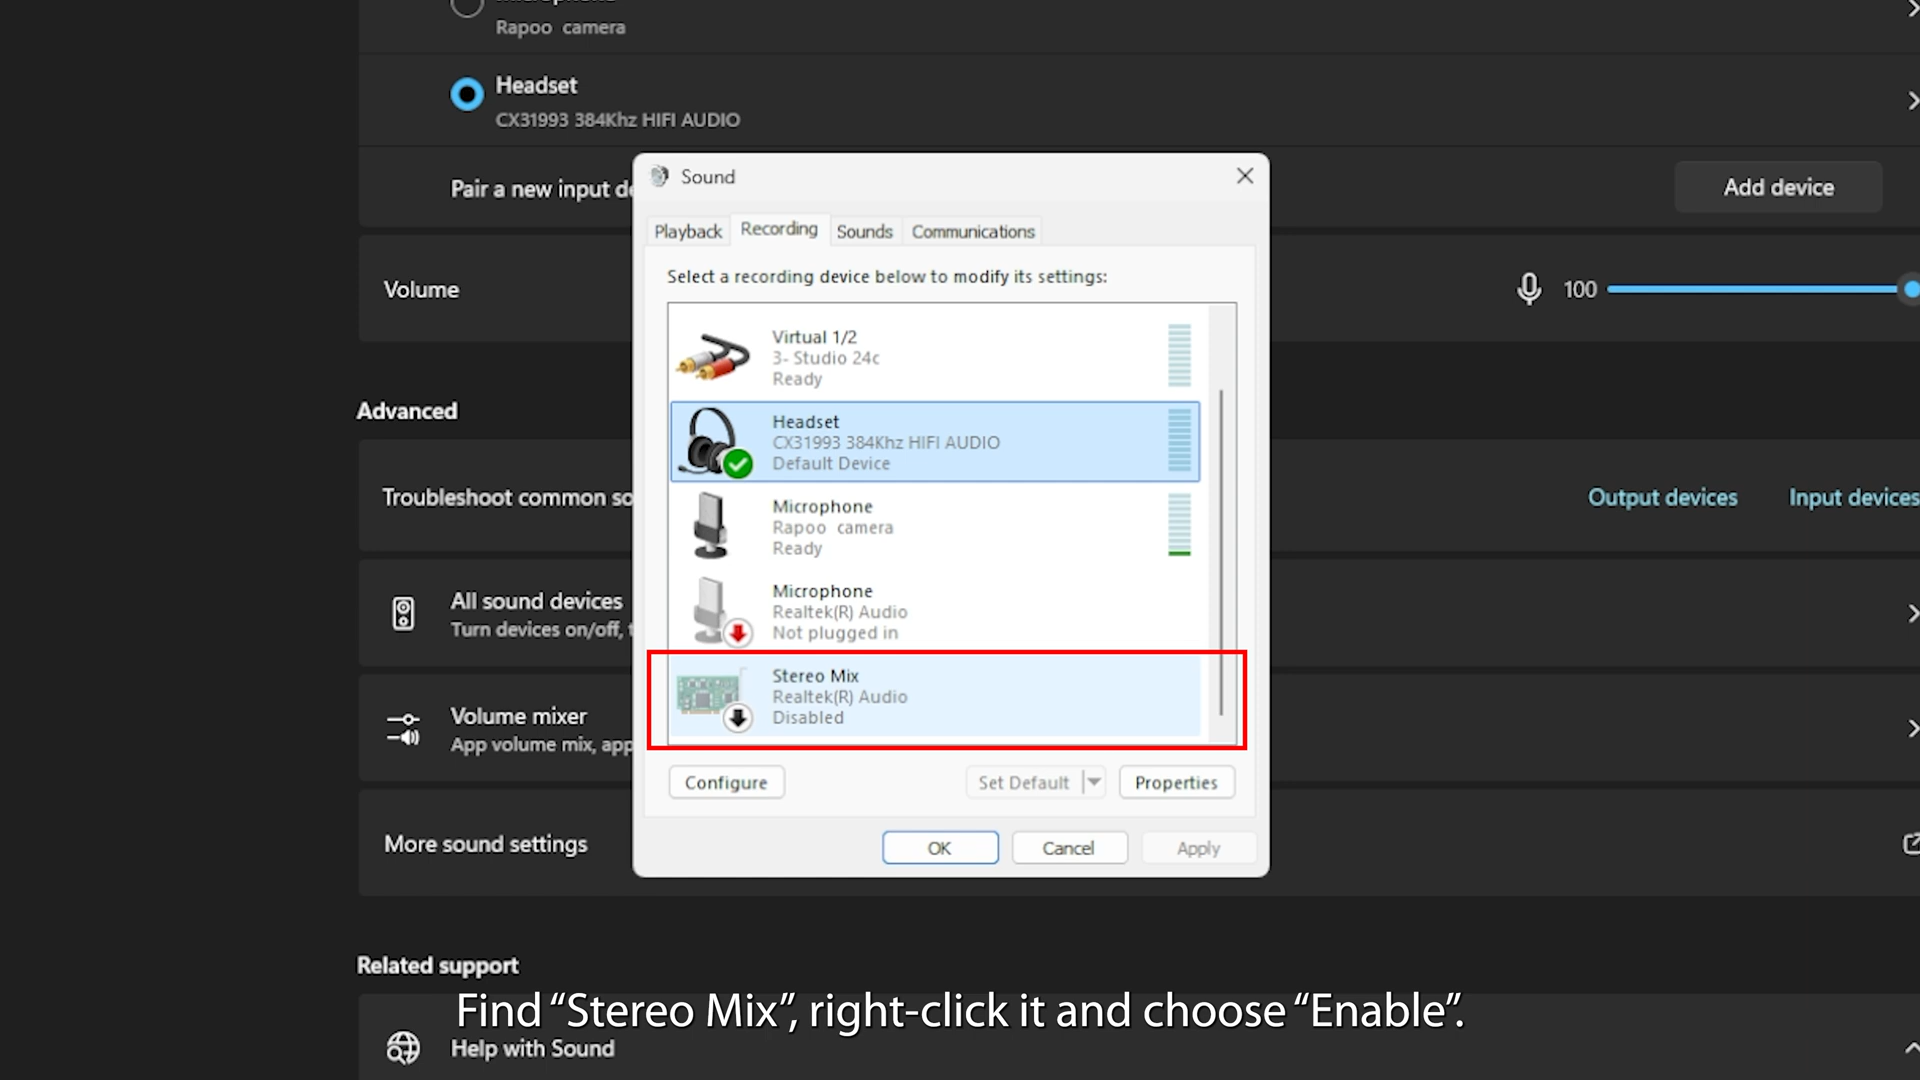 Rapoo camera
Headset
CX31993 384Khz HIFI AUDIO
Pair a new input de
Add device
Volume
100
Advanced
Troubleshoot common so
Output devices
Input devices
All sound devices
Turn devices on/off, t
Volume mixer
App volume mix, app
More sound settings
Related support
Help with Sound
Sound
Playback
Recording
Sounds
Communications
Select a recording device below to modify its settings:
Virtual 1/2
3- Studio 24c
Ready
Headset
CX31993 384Khz HIFI AUDIO
Default Device
Microphone
Rapoo camera
Ready
Microphone
Realtek(R) Audio
Not plugged in
Stereo Mix
Realtek(R) Audio
Disabled
Configure
Set Default
Properties
OK
Cancel
Apply
Find “Stereo Mix”, right-click it and choose “Enable”.